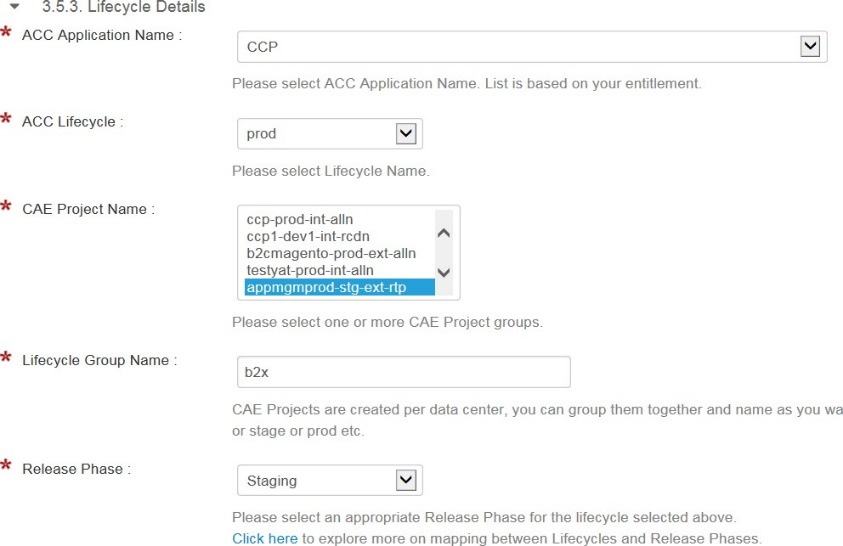 3.5.3. Lifecycle Details
* ACC Application Name :
CCP
Please select ACC Application Name. List is based on your entitlement.
* ACC Lifecycle :
prod
Please select Lifecycle Name.
* CAE Project Name :
ccp-prod-int-alln
ccp1-dev1-int-rcdn
b2cmagento-prod-ext-alln
testyat-prod-int-alln
appmgmprod-stg-ext-rtp
Please select one or more CAE Project groups.
* Lifecycle Group Name :
b2x
CAE Projects are created per data center, you can group them together and name as you wa
or stage or prod etc.
* Release Phase :
Staging
Please select an appropriate Release Phase for the lifecycle selected above.
Click here to explore more on mapping between Lifecycles and Release Phases.